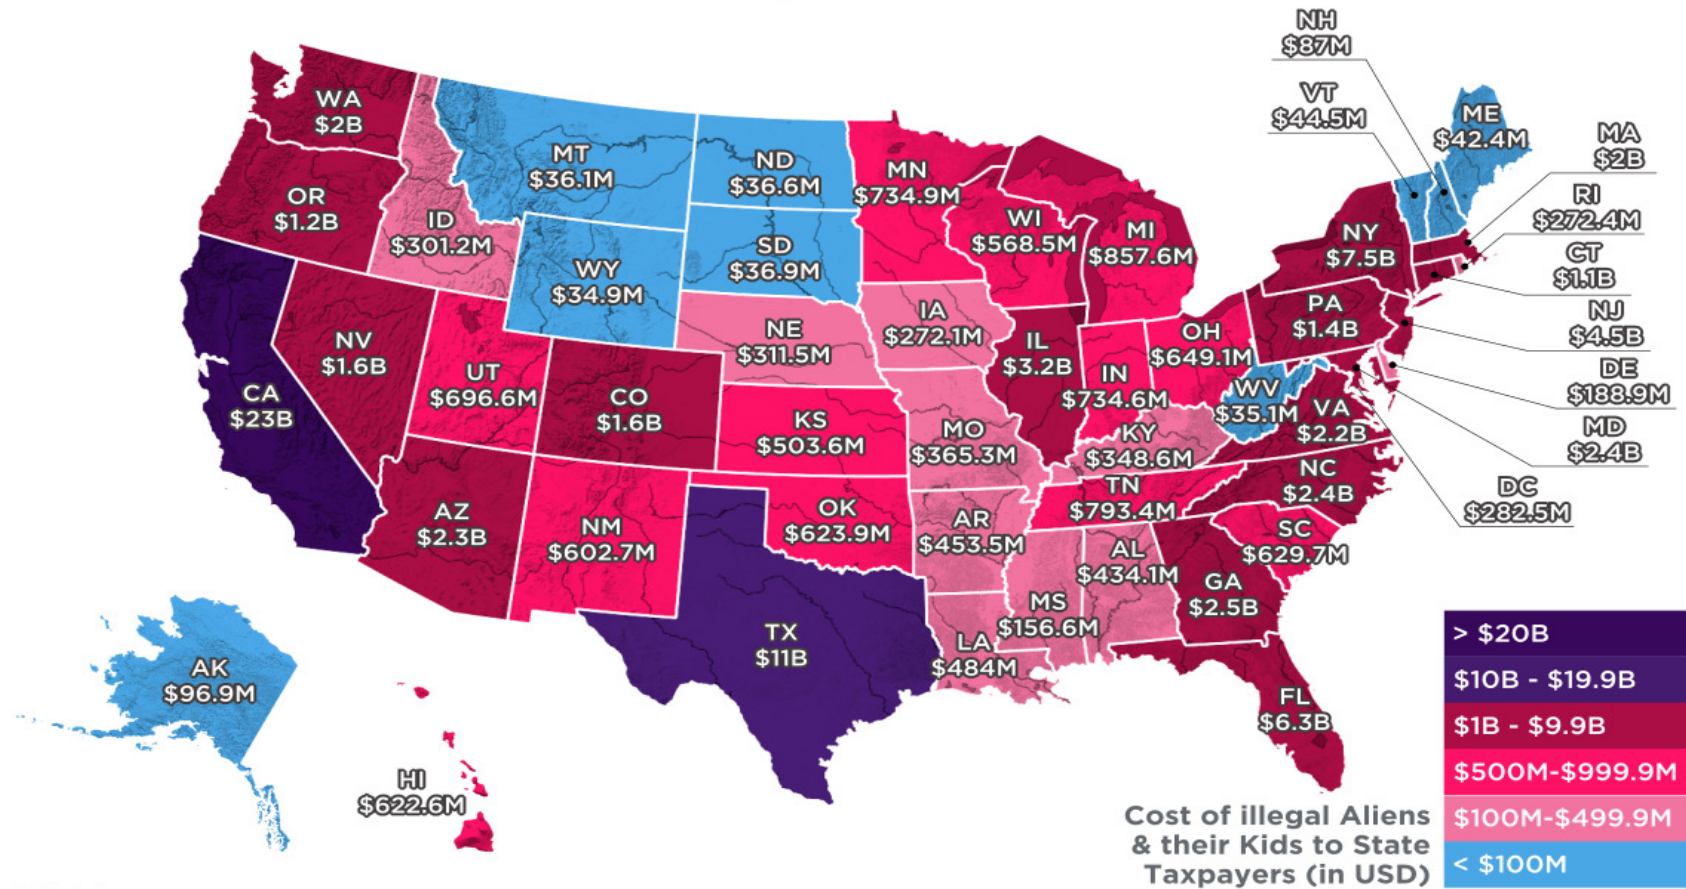 NH
$87M
VT
$44.5M
ME
$42.4M
MA
$2B
RI
$272.4M
CT
$1.1B
NJ
$4.5B
DE
$188.9M
MD
$2.4B
DC
$282.5M
WA
$2B
OR
$1.2B
ID
$301.2M
MT
$36.1M
ND
$36.6M
MN
$734.9M
WI
$568.5M
MI
$857.6M
NY
$7.5B
PA
$1.4B
WY
$34.9M
SD
$36.9M
NE
$311.5M
IA
$272.1M
IL
$3.2B
IN
$734.6M
OH
$649.1M
WV
$35.1M
VA
$2.2B
CA
$23B
NV
$1.6B
UT
$696.6M
CO
$1.6B
KS
$503.6M
MO
$365.3M
KY
$348.6M
NC
$2.4B
TN
$793.4M
SC
$629.7M
AZ
$2.3B
NM
$602.7M
OK
$623.9M
AR
$453.5M
AL
$434.1M
GA
$2.5B
MS
$156.6M
TX
$11B
LA
$484M
FL
$6.3B
AK
$96.9M
HI
$622.6M
Cost of illegal Aliens
& their Kids to State
Taxpayers (in USD)
> $20B
$10B - $19.9B
$1B - $9.9B
$500M-$999.9M
$100M-$499.9M
< $100M